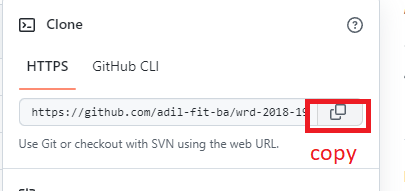 Clone
HTTPS GitHub CLI
https://github.com/adil-fit-ba/wrd-2018-19
Use Git or checkout with SVN using the web URL.
copy